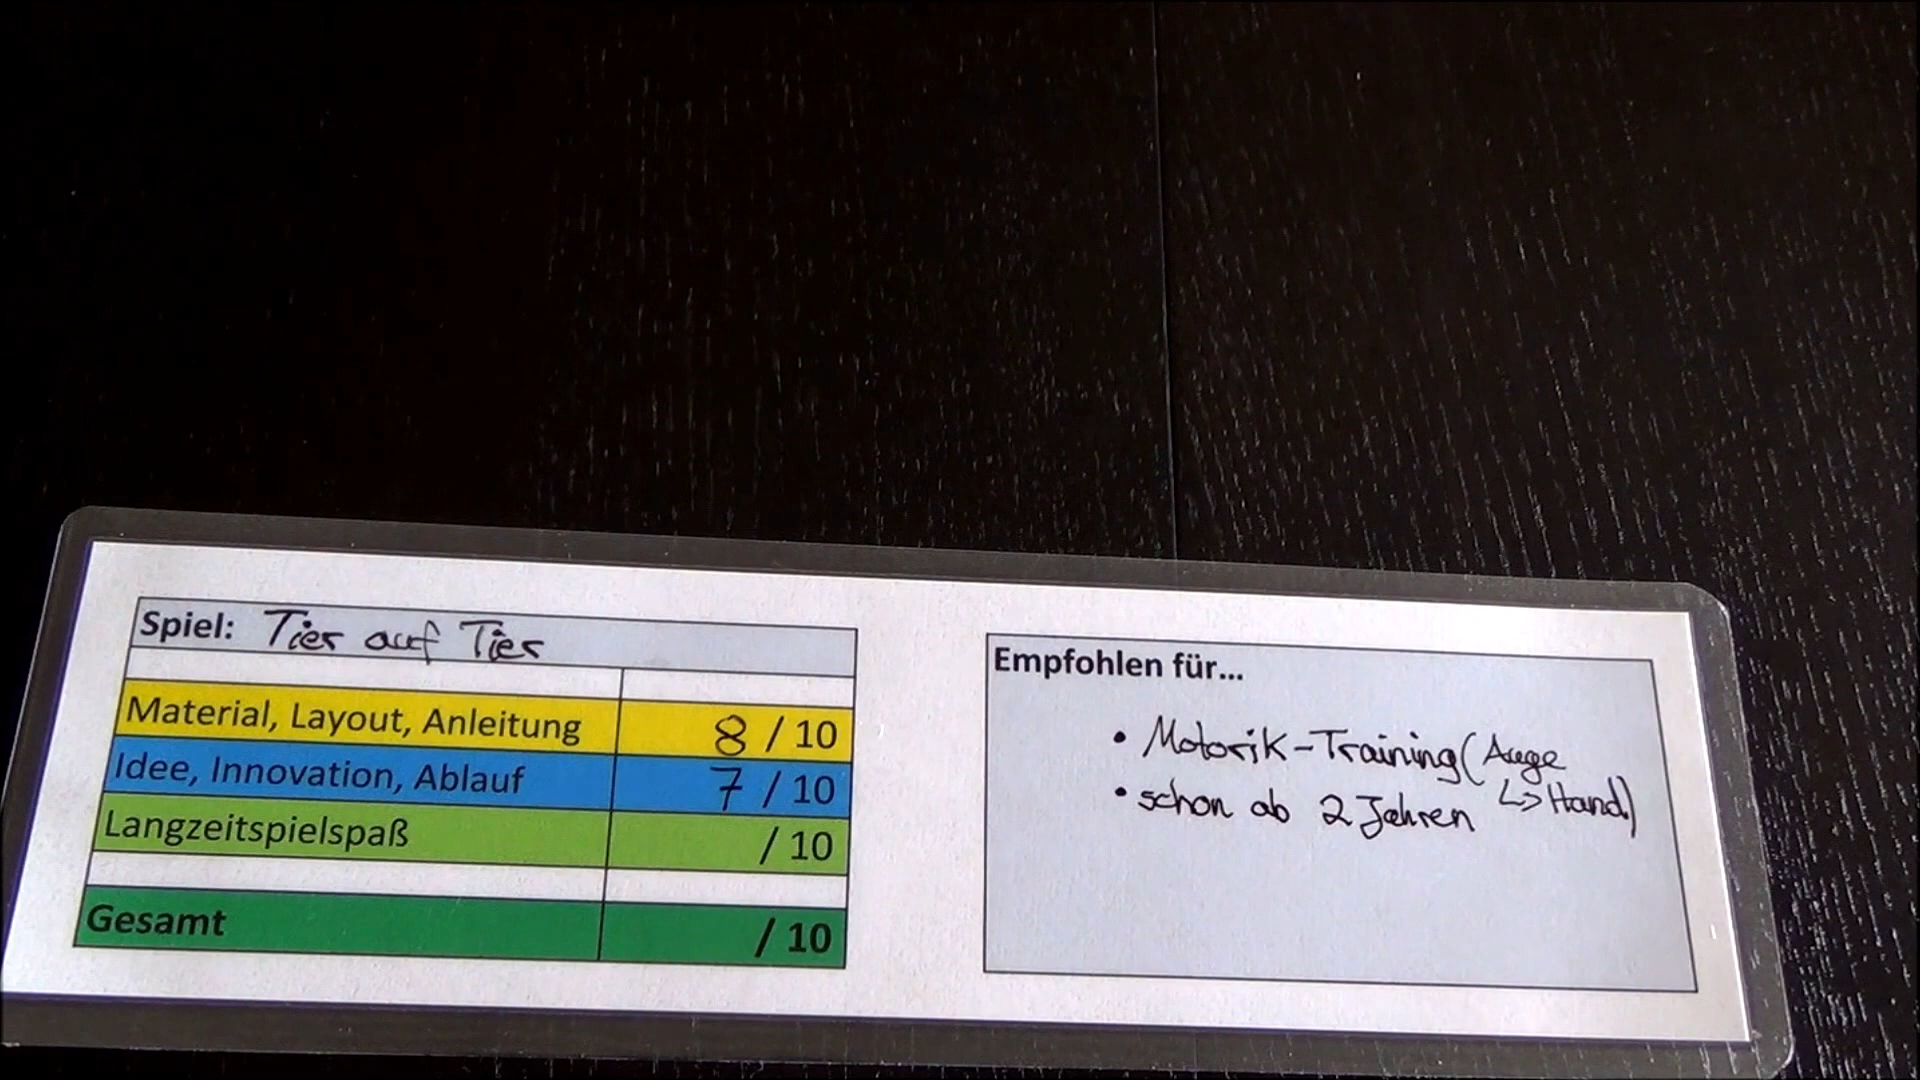 Spiel: Tier auf Tier
Material, Layout, Anleitung 8 / 10
Idee, Innovation, Ablauf 7 / 10
Langzeitspielspaß / 10
Gesamt / 10
Empfohlen für...
• Motorik-Training (Auge
↳> Hand)
• schon ab 2 Jahren